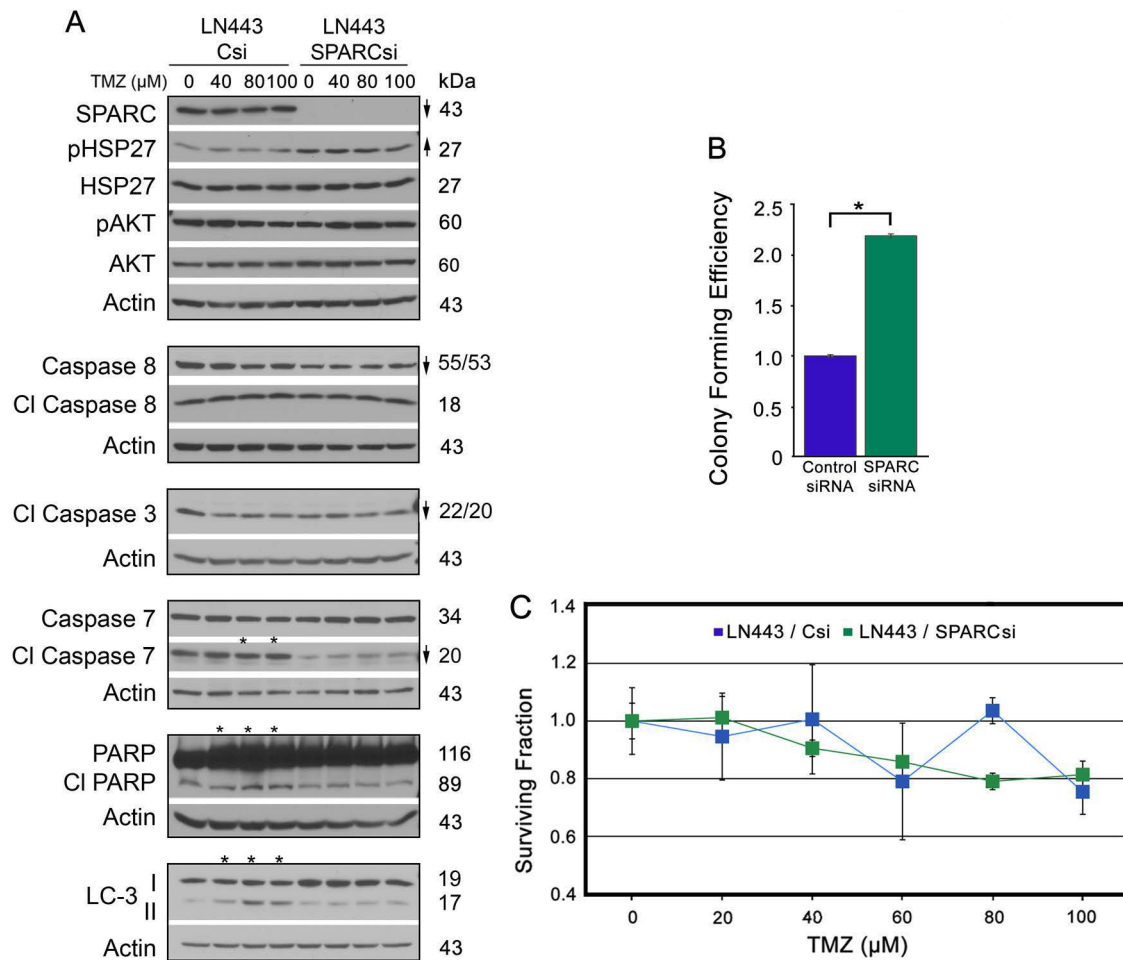 A
LN443 LN443
Csi SPARCsi
TMZ (µM) 0 40 80 100 0 40 80 100 kDa
SPARC 43
pHSP27 27
HSP27 27
pAKT 60
AKT 60
Actin 43
Caspase 8 55/53
Cl Caspase 8 18
Actin 43
Cl Caspase 3 22/20
Actin 43
Caspase 7 34
* *
Cl Caspase 7 20
Actin 43
* * *
PARP 116
Cl PARP 89
Actin 43
* * *
LC-3 I 19
II 17
Actin 43
B
Colony Forming Efficiency
*
2.5
2.0
1.5
1.0
0.5
0
Control SPARC
siRNA siRNA
C
Surviving Fraction
LN443 / Csi LN443 / SPARCsi
1.4
1.2
1.0
0.8
0.6
0.4
0 20 40 60 80 100
TMZ (µM)